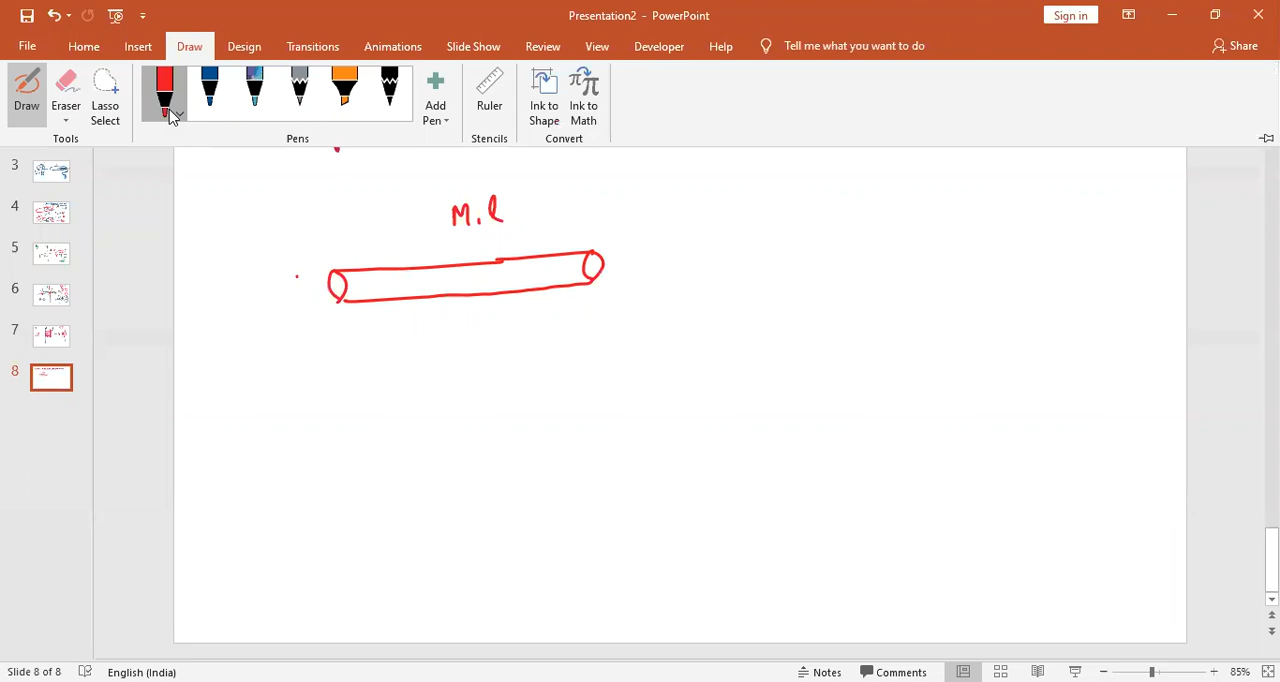 Presentation2 - PowerPoint
Sign in
File Home Insert Draw Design Transitions Animations Slide Show Review View Developer Help Tell me what you want to do Share
Draw Eraser Lasso Select Add Pen Ruler Ink to Shape Ink to Math
Tools Pens Stencils Convert
3
4
5
6
7
8
M, l
Slide 8 of 8 English (India) Notes Comments 85%